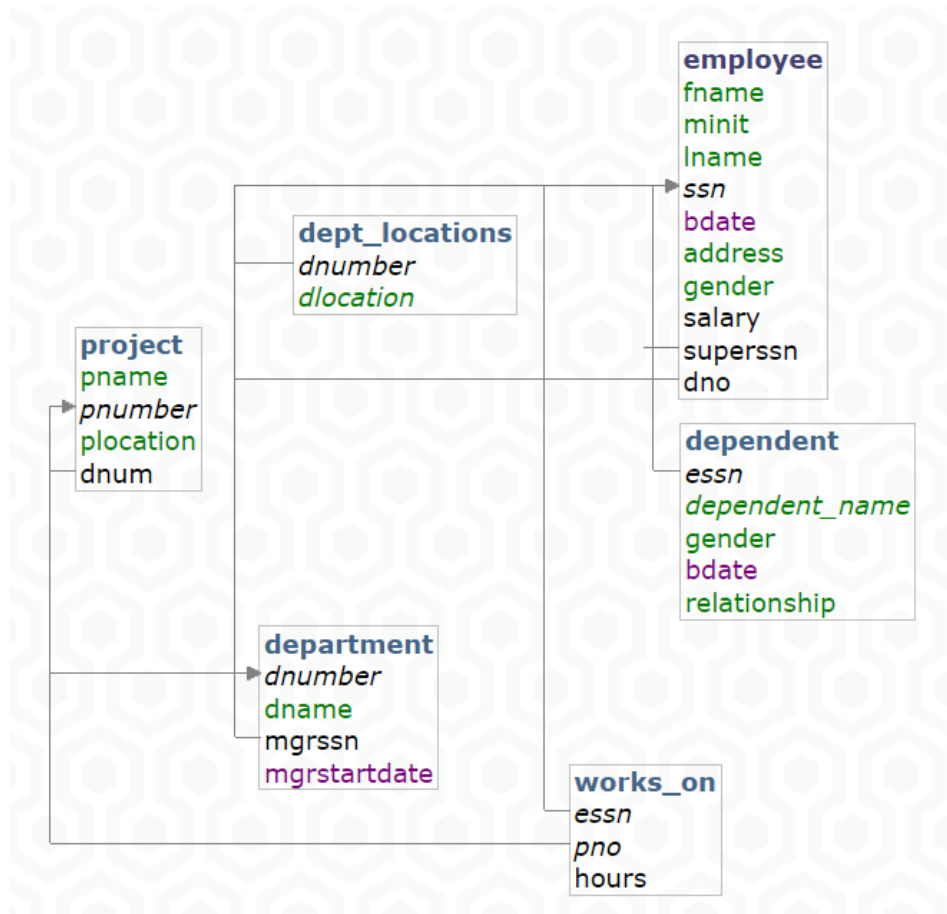 employee
fname
minit
lname
ssn
bdate
address
gender
salary
superssn
dno
dept_locations
dnumber
dlocation
project
pname
pnumber
plocation
dnum
dependent
essn
dependent_name
gender
bdate
relationship
department
dnumber
dname
mgrssn
mgrstartdate
works_on
essn
pno
hours